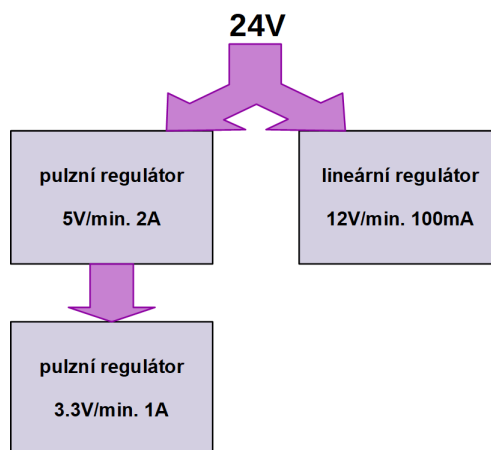 24V
pulzní regulátor
5V/min. 2A
lineární regulátor
12V/min. 100mA
pulzní regulátor
3.3V/min. 1A